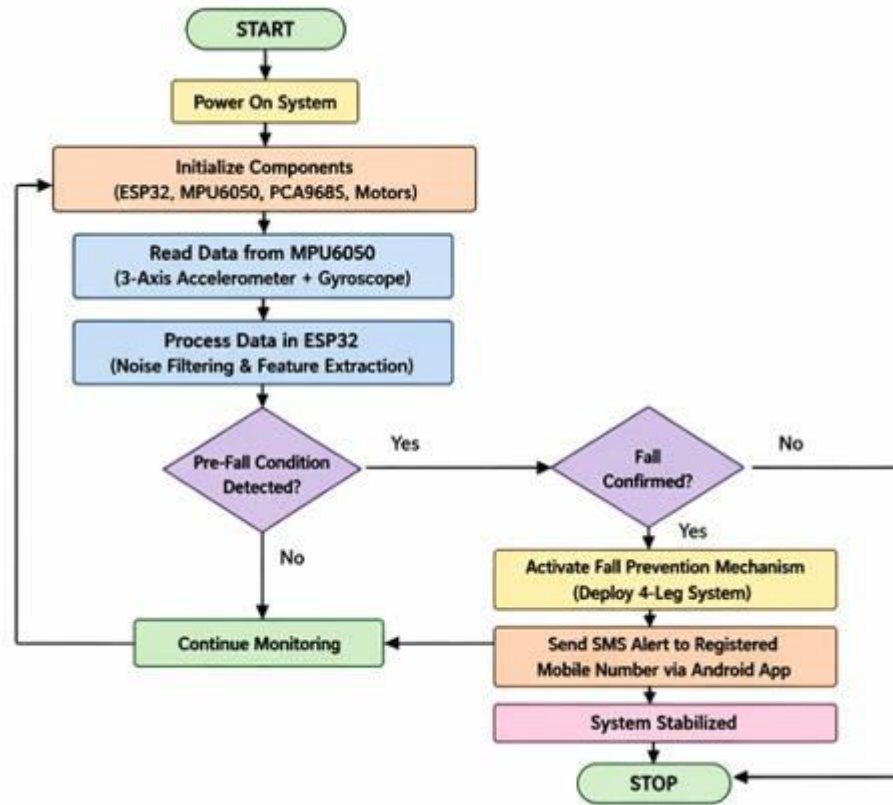 START
Power On System
Initialize Components
(ESP32, MPU6050, PCA9685, Motors)
Read Data from MPU6050
(3-Axis Accelerometer + Gyroscope)
Process Data in ESP32
(Noise Filtering & Feature Extraction)
Pre-Fall Condition
Detected?
Yes
Fall
Confirmed?
No
No
Yes
Activate Fall Prevention Mechanism
(Deploy 4-Leg System)
Continue Monitoring
Send SMS Alert to Registered
Mobile Number via Android App
System Stabilized
STOP